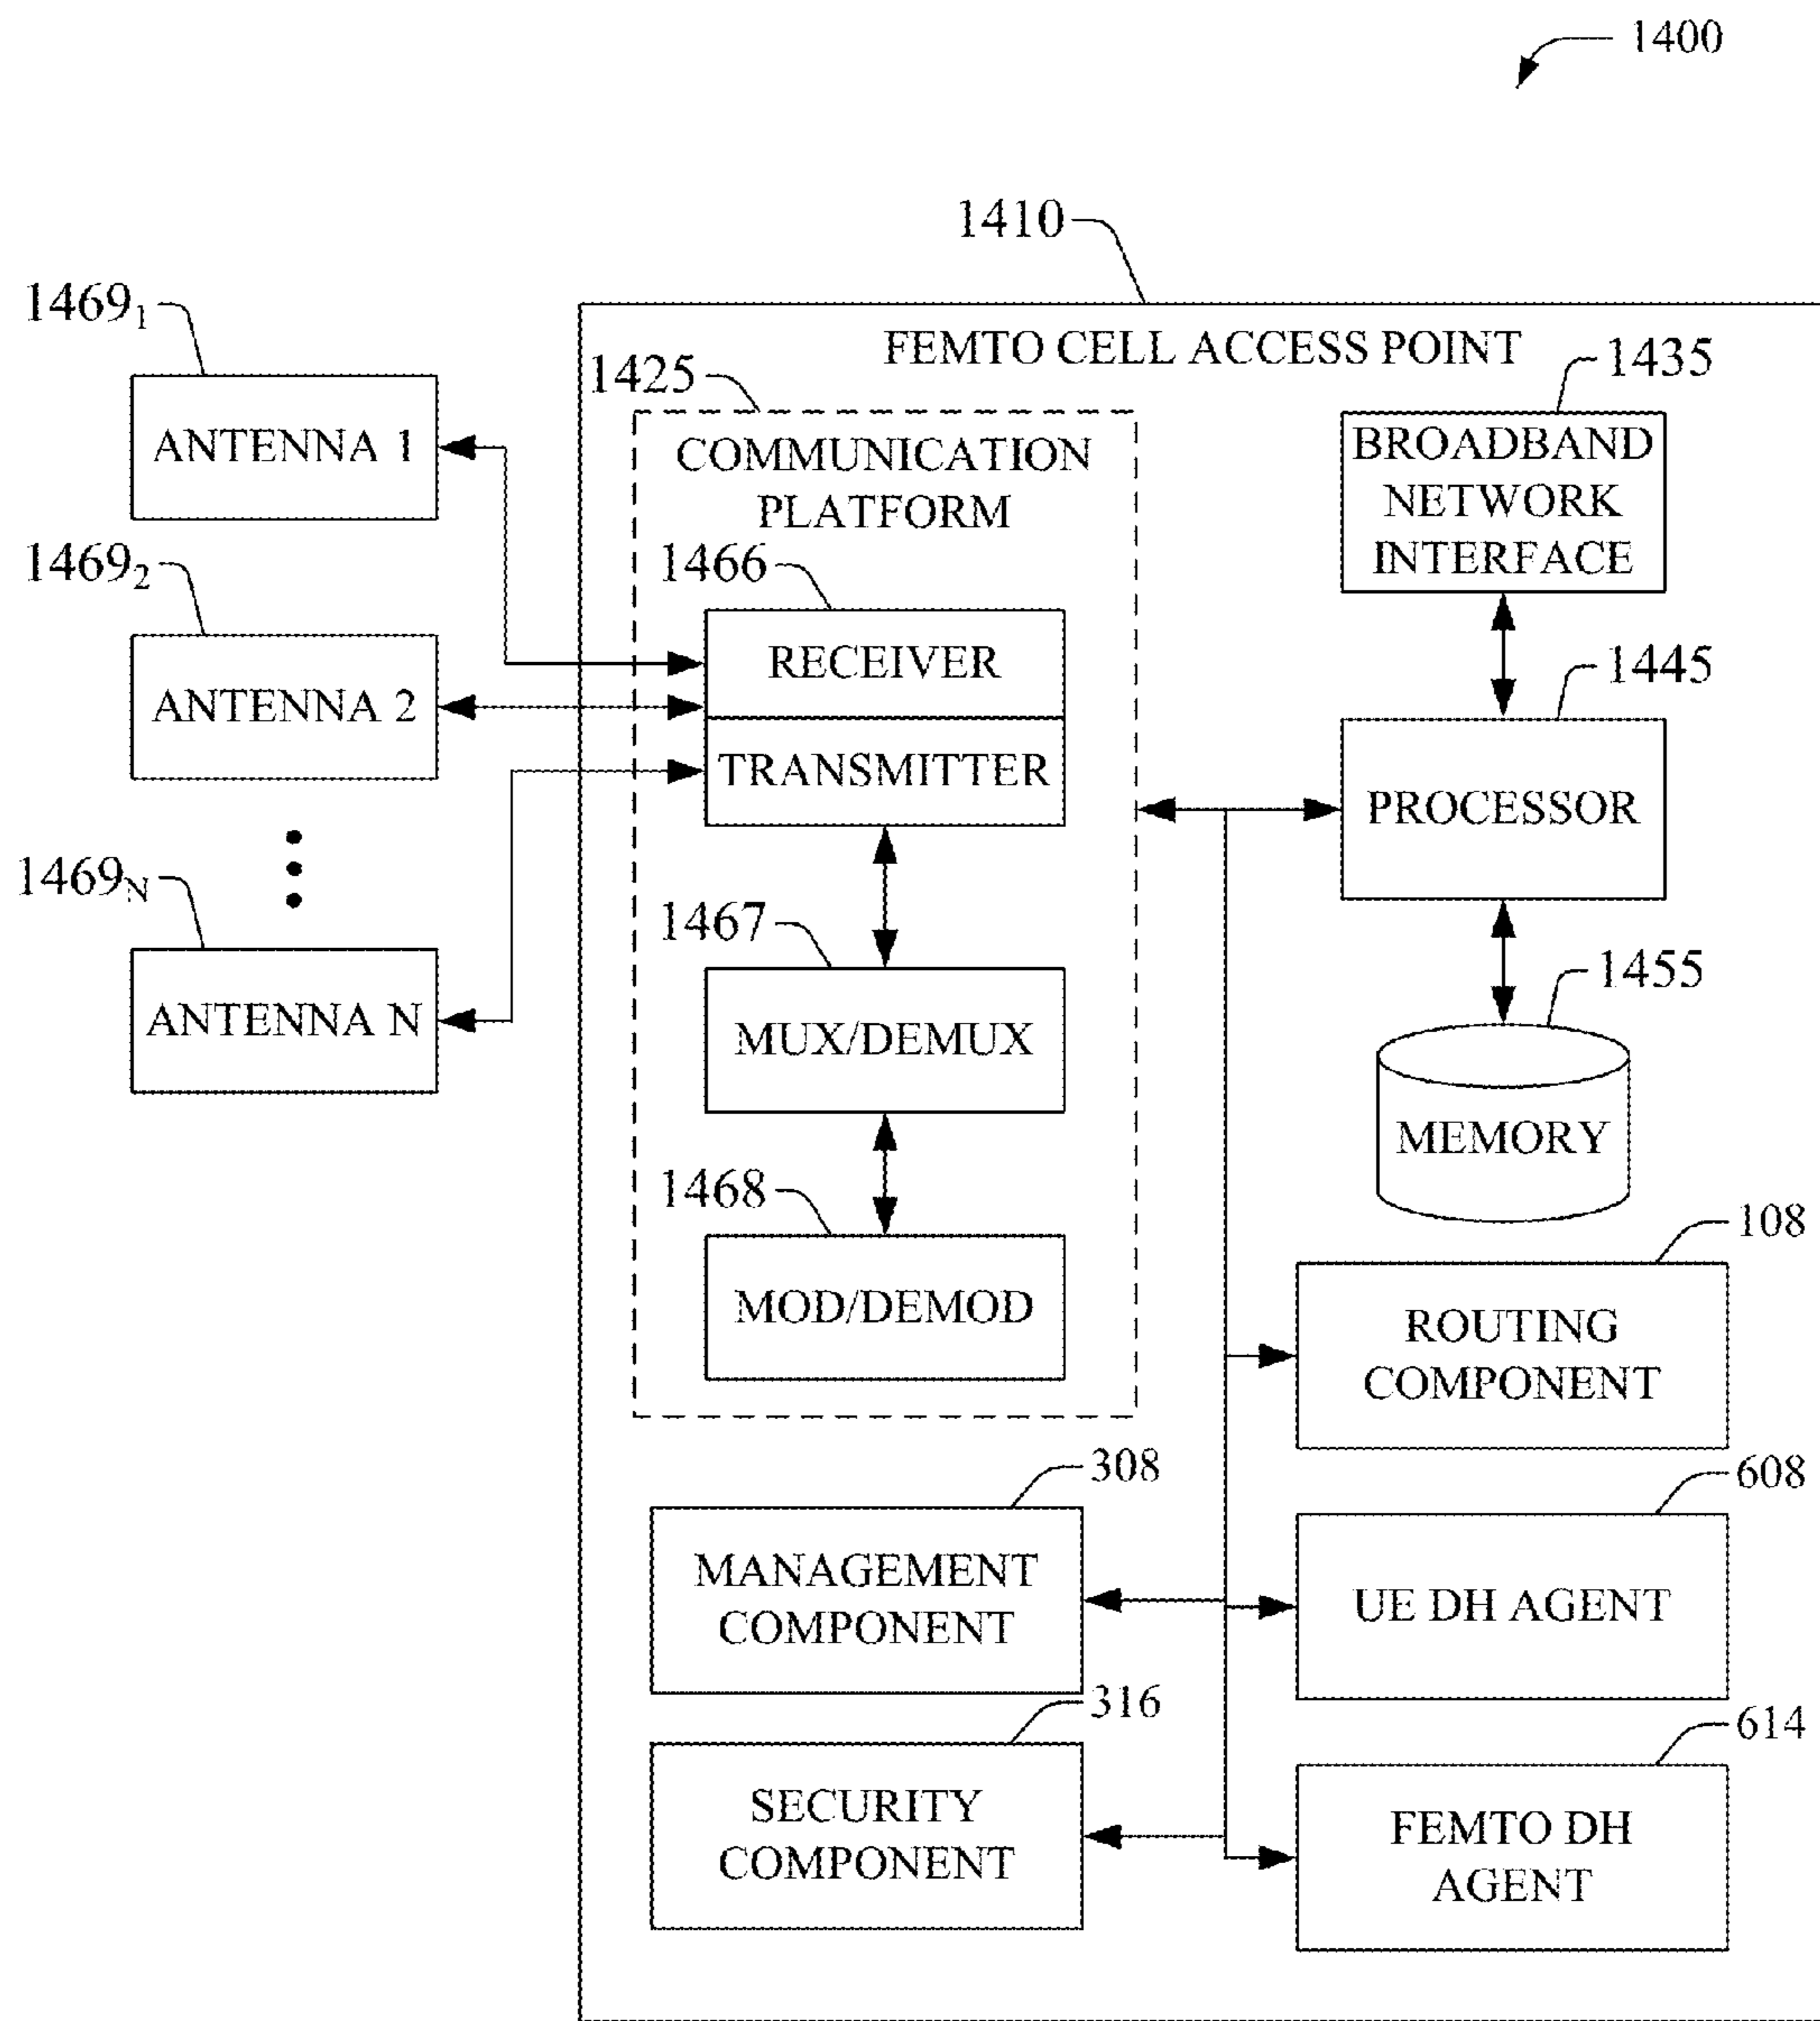 1400
1410
1469₁
FEMTO CELL ACCESS POINT
1425
1435
ANTENNA 1
COMMUNICATION
PLATFORM
BROADBAND
NETWORK
INTERFACE
1469₂
1466
RECEIVER
1445
ANTENNA 2
TRANSMITTER
PROCESSOR
1469N
1467
1455
ANTENNA N
MUX/DEMUX
MEMORY
1468
108
MOD/DEMOD
ROUTING
COMPONENT
308
608
MANAGEMENT
COMPONENT
UE DH AGENT
316
614
SECURITY
COMPONENT
FEMTO DH
AGENT